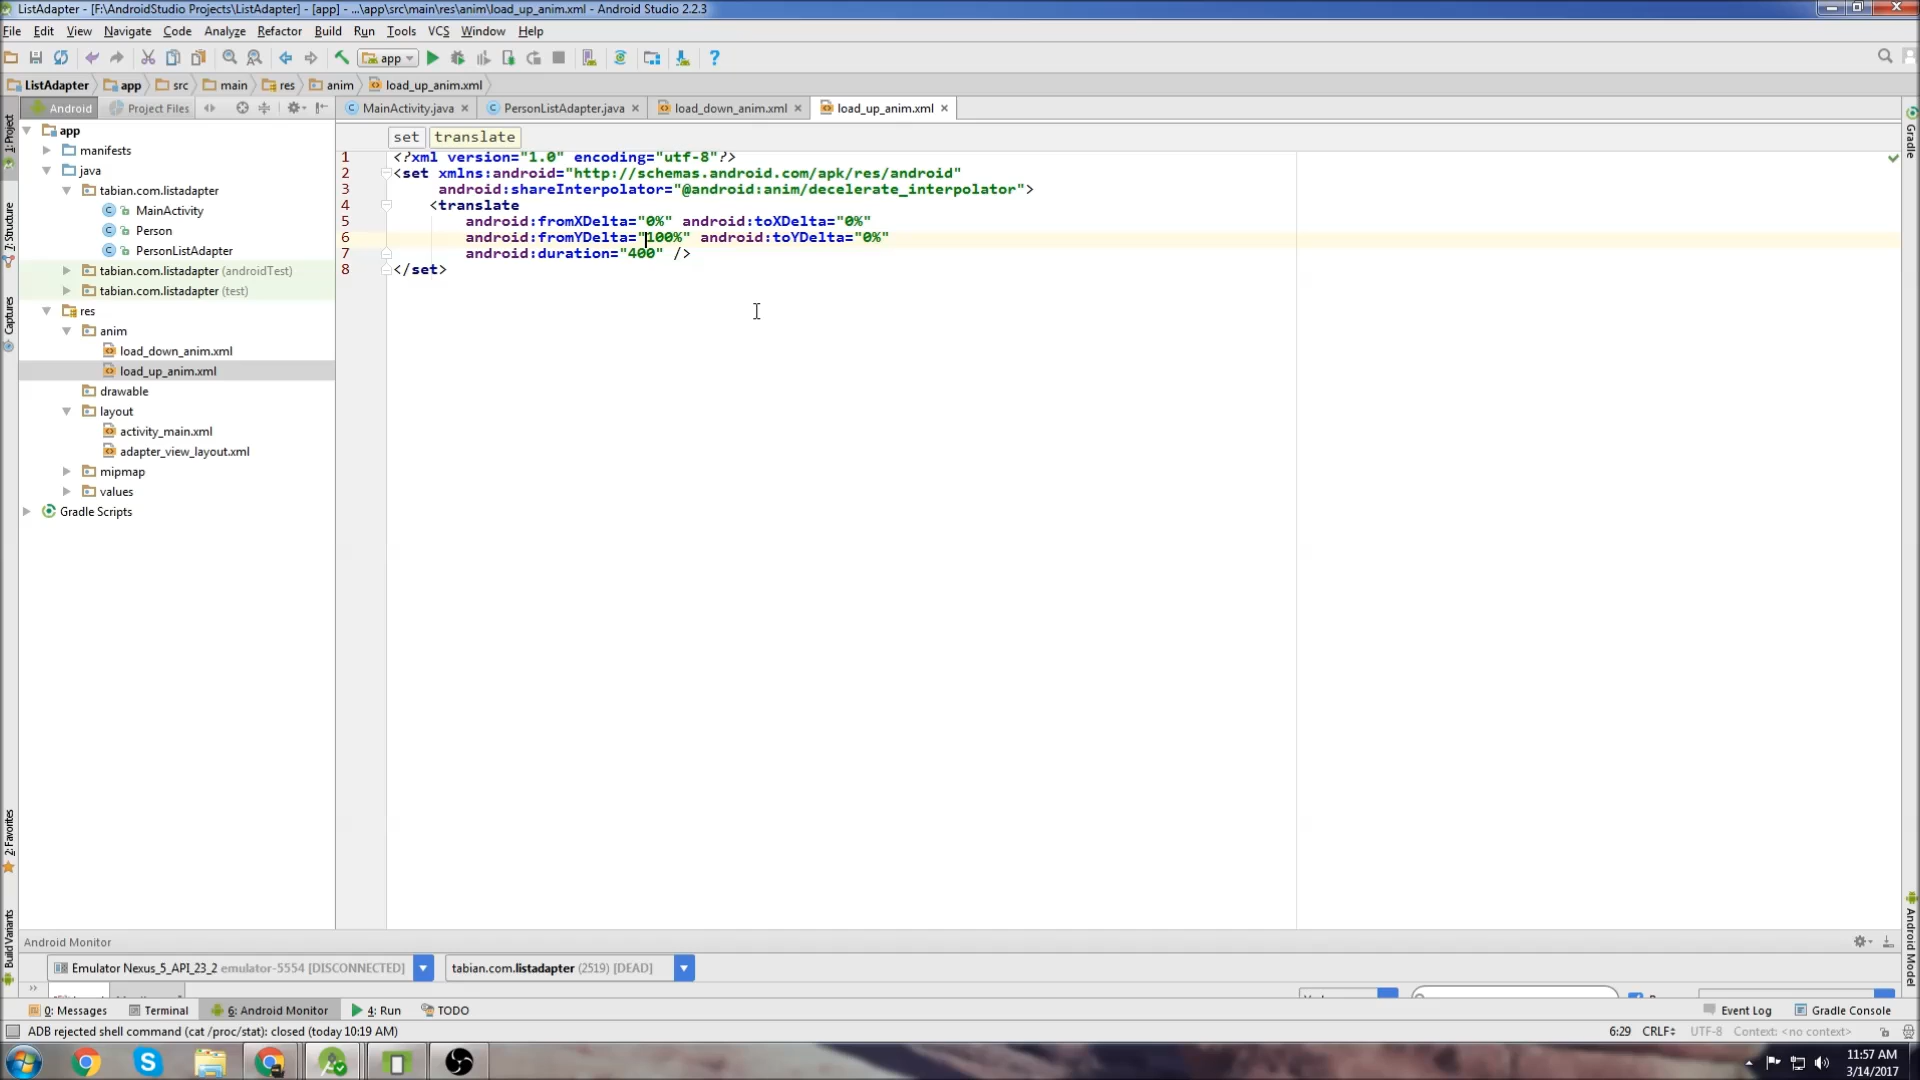 ListAdapter - [F:\AndroidStudio Projects\ListAdapter] - [app] - ...\app\src\main\res\anim\load_up_anim.xml - Android Studio 2.2.3
File Edit View Navigate Code Analyze Refactor Build Run Tools VCS Window Help
app
ListAdapter app src main res anim load_up_anim.xml
Android Project Files MainActivity.java PersonListAdapter.java load_down_anim.xml load_up_anim.xml
set translate
1 <?xml version="1.0" encoding="utf-8"?>
2 <set xmlns:android="http://schemas.android.com/apk/res/android"
3 android:shareInterpolator="@android:anim/decelerate_interpolator">
4 <translate
5 android:fromXDelta="0%" android:toXDelta="0%"
6 android:fromYDelta="100%" android:toYDelta="0%"
7 android:duration="400" />
8 </set>
app
manifests
java
tabian.com.listadapter
MainActivity
Person
PersonListAdapter
tabian.com.listadapter (androidTest)
tabian.com.listadapter (test)
res
anim
load_down_anim.xml
load_up_anim.xml
drawable
layout
activity_main.xml
adapter_view_layout.xml
mipmap
values
Gradle Scripts
1: Project
7: Structure
Captures
2: Favorites
Build Variants
Gradle
Android Model
Android Monitor
Emulator Nexus_5_API_23_2 emulator-5554 [DISCONNECTED] tabian.com.listadapter (2519) [DEAD]
0: Messages Terminal 6: Android Monitor 4: Run TODO Event Log Gradle Console
ADB rejected shell command (cat /proc/stat): closed (today 10:19 AM) 6:29 CRLF UTF-8 Context: <no context>
11:57 AM
3/14/2017